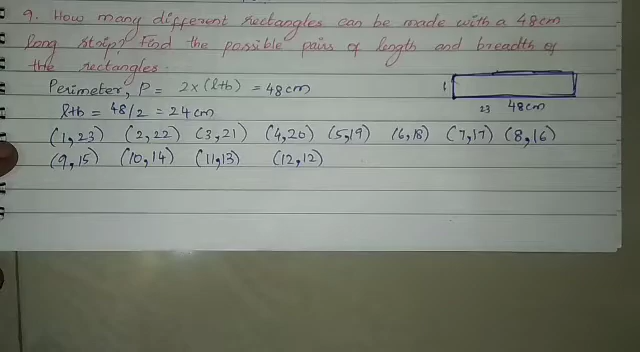 9. How many different rectangles can be made with a 48cm
long strip? Find the possible pairs of length and breadth of
the rectangles.
Perimeter, P = 2×(l+b) = 48cm
l+b = 48/2 = 24cm
1
23 48cm
(1,23) (2,22) (3,21) (4,20) (5,19) (6,18) (7,17) (8,16)
(9,15) (10,14) (11,13) (12,12)